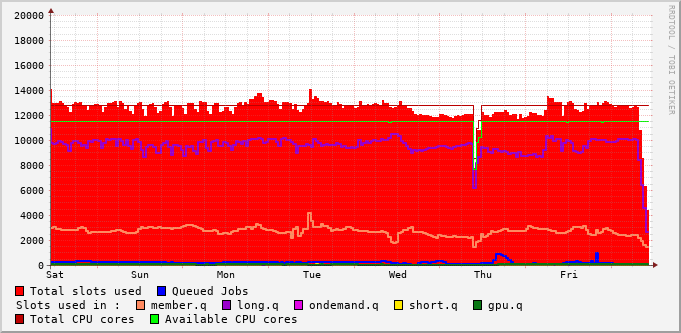 RRDTOOL / TOBI OETIKER
20000
18000
16000
14000
12000
10000
8000
6000
4000
2000
0
Sat Sun Mon Tue Wed Thu Fri
Total slots used Queued Jobs
Slots used in : member.q long.q ondemand.q short.q gpu.q
Total CPU cores Available CPU cores